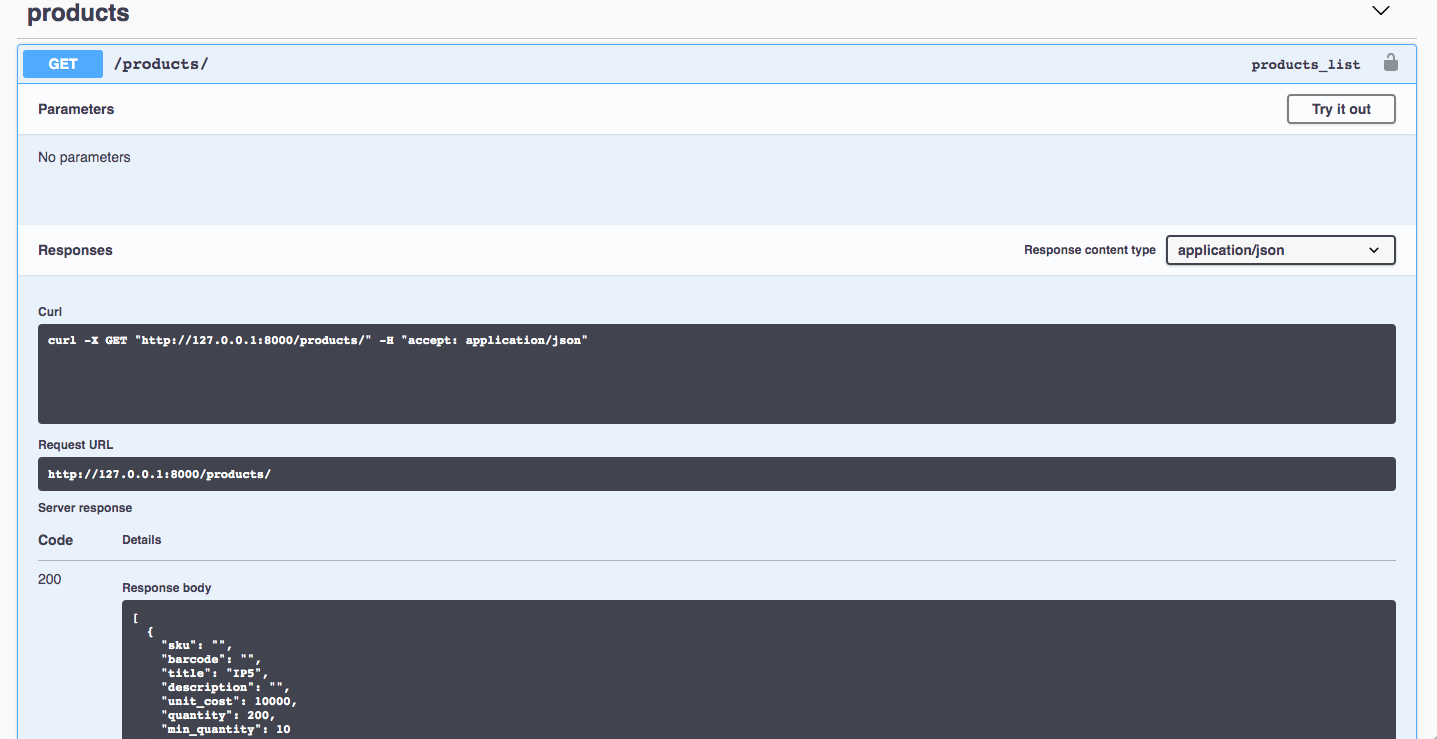 products
GET /products/ products_list
Parameters Try it out
No parameters
Responses Response content type application/json
Curl
curl -X GET "http://127.0.0.1:8000/products/" -H "accept: application/json"
Request URL
http://127.0.0.1:8000/products/
Server response
Code Details
200
Response body
[
  {
    "sku": "",
    "barcode": "",
    "title": "IP5",
    "description": "",
    "unit_cost": 10000,
    "quantity": 200,
    "min_quantity": 10